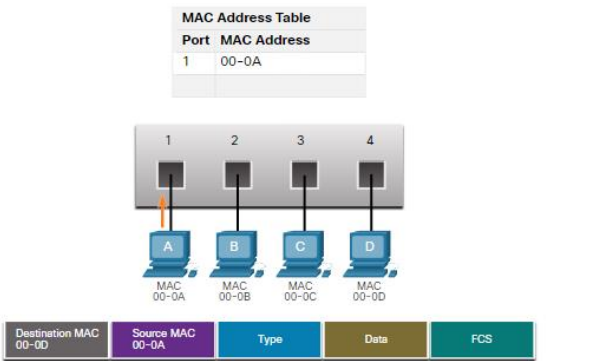 MAC Address Table
Port MAC Address
1 00-0A
1 2 3 4
A B C D
MAC MAC MAC MAC
00-0A 00-0B 00-0C 00-0D
Destination MAC Source MAC Type Data FCS
00-0D 00-0A